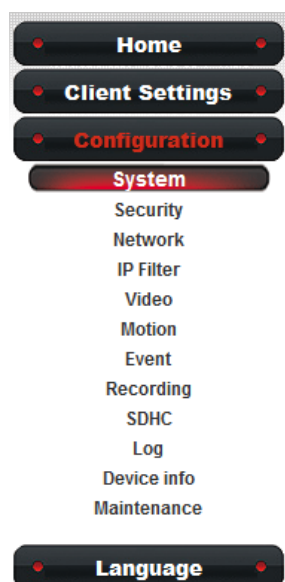 Home
Client Settings
Configuration
System
Security
Network
IP Filter
Video
Motion
Event
Recording
SDHC
Log
Device info
Maintenance
Language